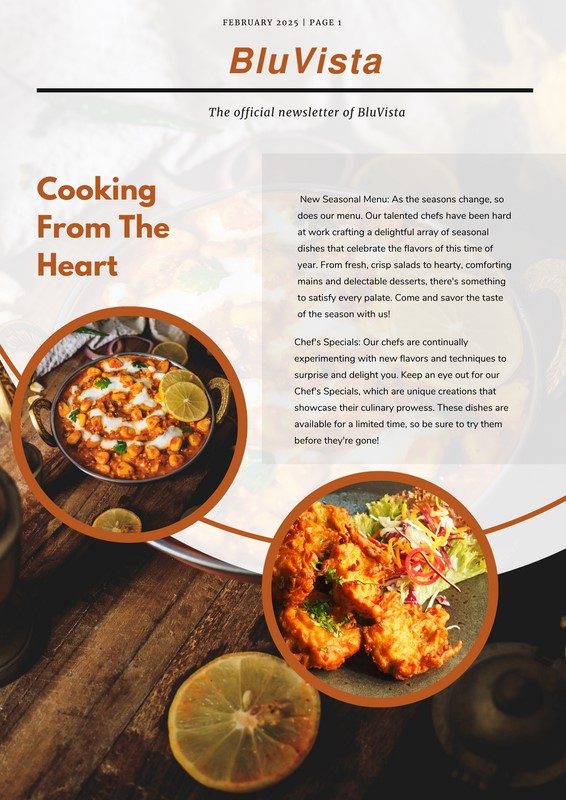 FEBRUARY 2025 | PAGE 1
BluVista
The official newsletter of BluVista
Cooking
From The
Heart
New Seasonal Menu: As the seasons change, so
does our menu. Our talented chefs have been hard
at work crafting a delightful array of seasonal
dishes that celebrate the flavors of this time of
year. From fresh, crisp salads to hearty, comforting
mains and delectable desserts, there's something
to satisfy every palate. Come and savor the taste
of the season with us!
Chef's Specials: Our chefs are continually
experimenting with new flavors and techniques to
surprise and delight you. Keep an eye out for our
Chef's Specials, which are unique creations that
showcase their culinary prowess. These dishes are
available for a limited time, so be sure to try them
before they're gone!